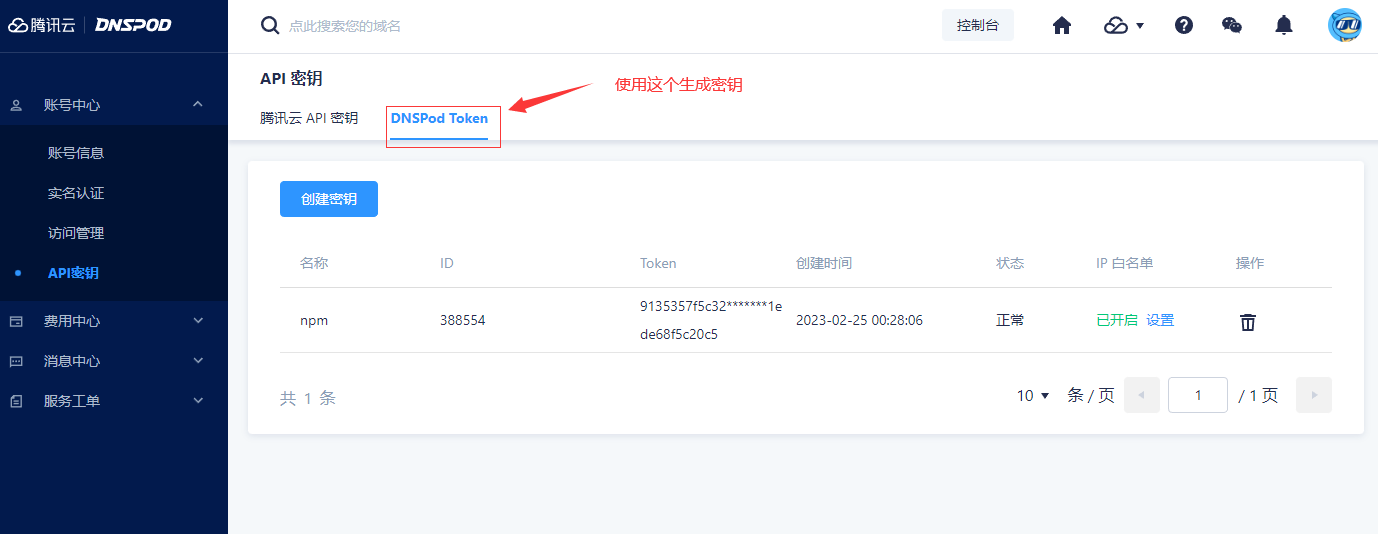 腾讯云 DNSPOD
点此搜索您的域名
控制台
账号中心
账号信息
实名认证
访问管理
API密钥
费用中心
消息中心
服务工单
API 密钥
腾讯云 API 密钥 DNSPod Token
使用这个生成密钥
创建密钥
名称 ID Token 创建时间 状态 IP 白名单 操作
npm 388554 9135357f5c32*******1e 2023-02-25 00:28:06 正常 已开启 设置
de68f5c20c5
共 1 条
10 条 / 页 1 / 1 页